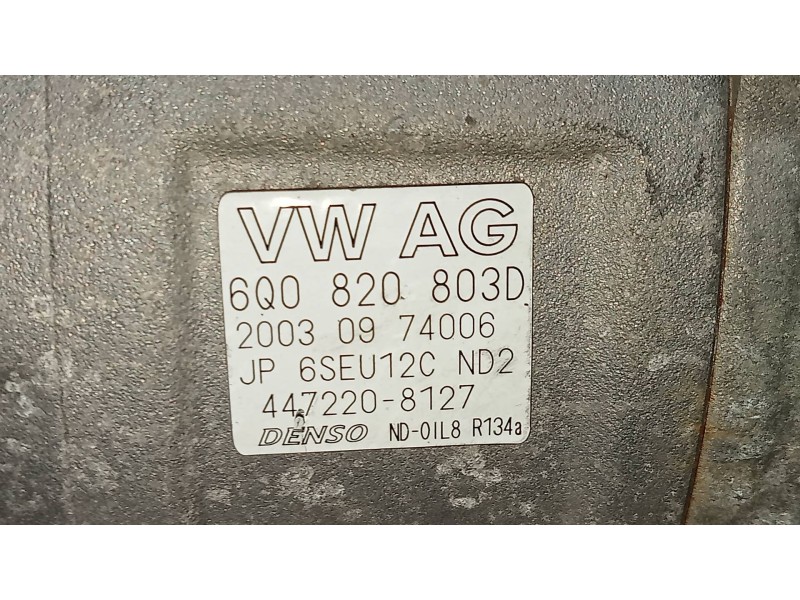 VW AG
6Q0 820 803D
2003 09 74006
JP 6SEU12C ND2
447220-8127
DENSO ND-OIL8 R134a